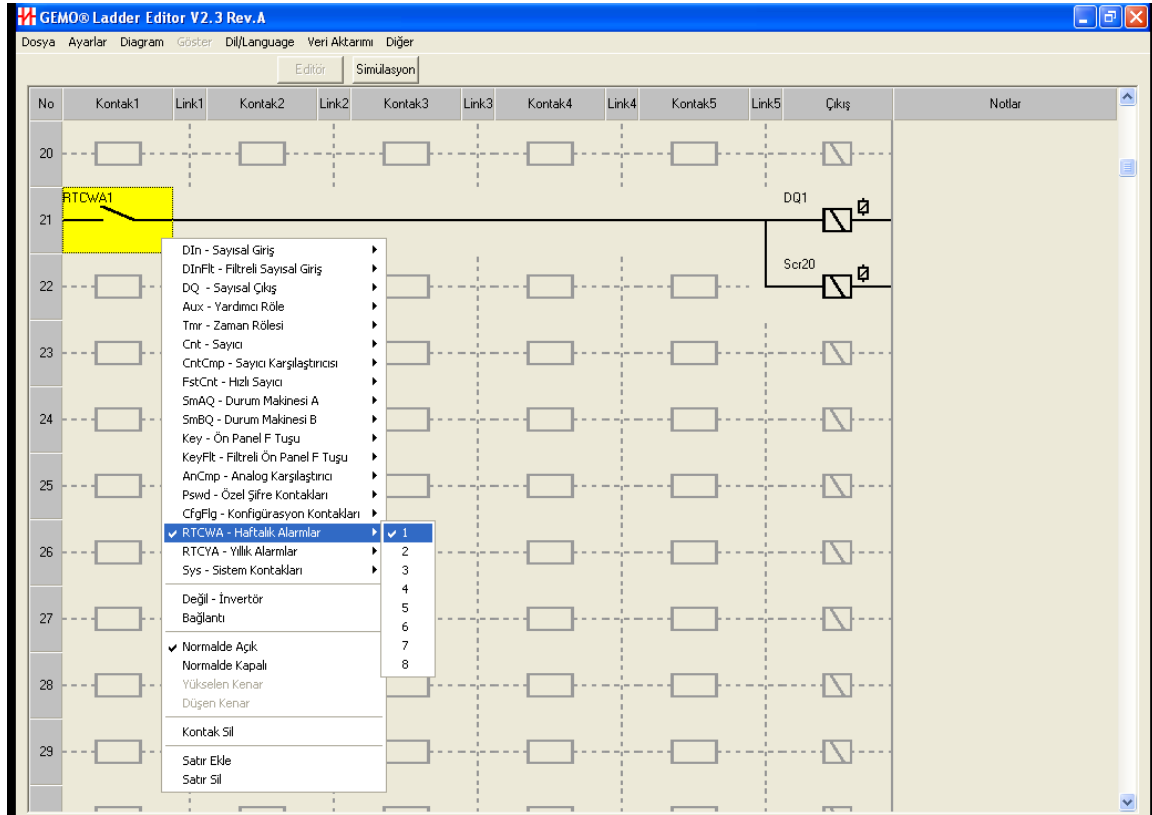 GEMO® Ladder Editor V2.3 Rev.A
Dosya Ayarlar Diagram Göster Dil/Language Veri Aktarımı Diğer
Editör Simülasyon
No Kontak1 Link1 Kontak2 Link2 Kontak3 Link3 Kontak4 Link4 Kontak5 Link5 Çıkış Notlar
20
RTCWA1 DQ1
21
Scr20
22
23
24
25
26
27
28
29
DIn - Sayısal Giriş
DInFlt - Filtreli Sayısal Giriş
DQ - Sayısal Çıkış
Aux - Yardımcı Röle
Tmr - Zaman Rölesi
Cnt - Sayıcı
CntCmp - Sayıcı Karşılaştırıcısı
FstCnt - Hızlı Sayıcı
SmAQ - Durum Makinesi A
SmBQ - Durum Makinesi B
Key - Ön Panel F Tuşu
KeyFlt - Filtreli Ön Panel F Tuşu
AnCmp - Analog Karşılaştırıcı
Pswd - Özel Şifre Kontakları
CfgFlg - Konfigürasyon Kontakları
RTCWA - Haftalık Alarmlar
RTCYA - Yıllık Alarmlar
Sys - Sistem Kontakları
Değil - İnvertör
Bağlantı
Normalde Açık
Normalde Kapalı
Yükselen Kenar
Düşen Kenar
Kontak Sil
Satır Ekle
Satır Sil
1
2
3
4
5
6
7
8